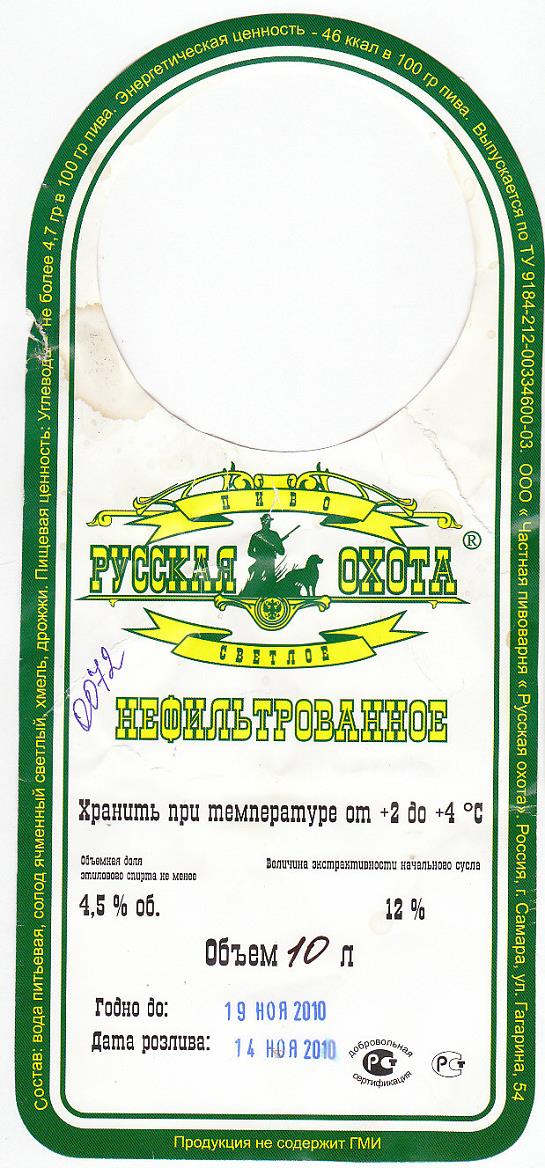 Состав: вода питьевая, солод ячменный светлый, хмель, дрожжи. Пищевая ценность: Углеводы - не более 4,7 гр в 100 гр пива. Энергетическая ценность - 46 ккал в 100 гр пива. Выпускается по ТУ 9184-212-00334600-03. ООО « Частная пивоварня « Русская охота». Россия, г. Самара, ул. Гагарина, 54
ПИВО
РУССКАЯ ОХОТА ®
СВЕТЛОЕ
0072
НЕФИЛЬТРОВАННОЕ
Хранить при температуре от +2 до +4 °С
Объемная доля
этилового спирта не менее
Величина экстрактивности начального сусла
4,5 % об.
12 %
Объем 10 л
Годно до: 19 НОЯ 2010
Дата розлива: 14 НОЯ 2010
добровольная
РСТ
сертификация
РСТ
Продукция не содержит ГМИ